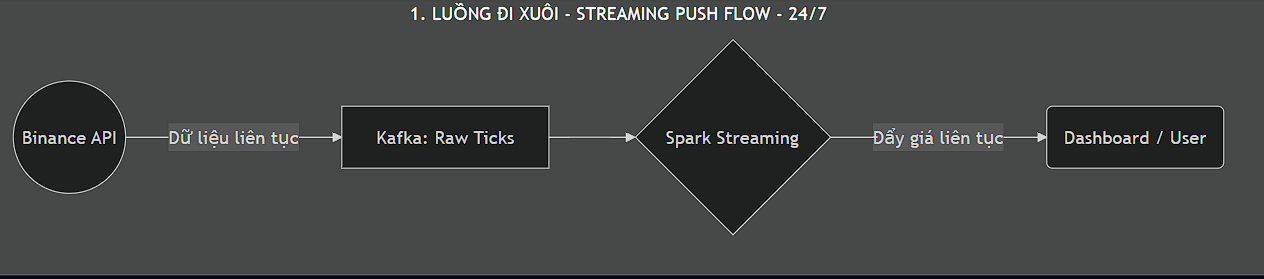 1. LUỒNG ĐI XUÔI - STREAMING PUSH FLOW - 24/7
Binance API
Dữ liệu liên tục
Kafka: Raw Ticks
Spark Streaming
Đẩy giá liên tục
Dashboard / User